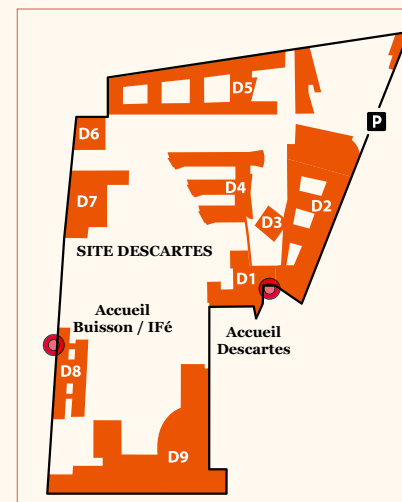 D5
P
D6
D4
D7
D2
D3
SITE DESCARTES
D1
Accueil
Buisson / IFé
Accueil
Descartes
D8
D9